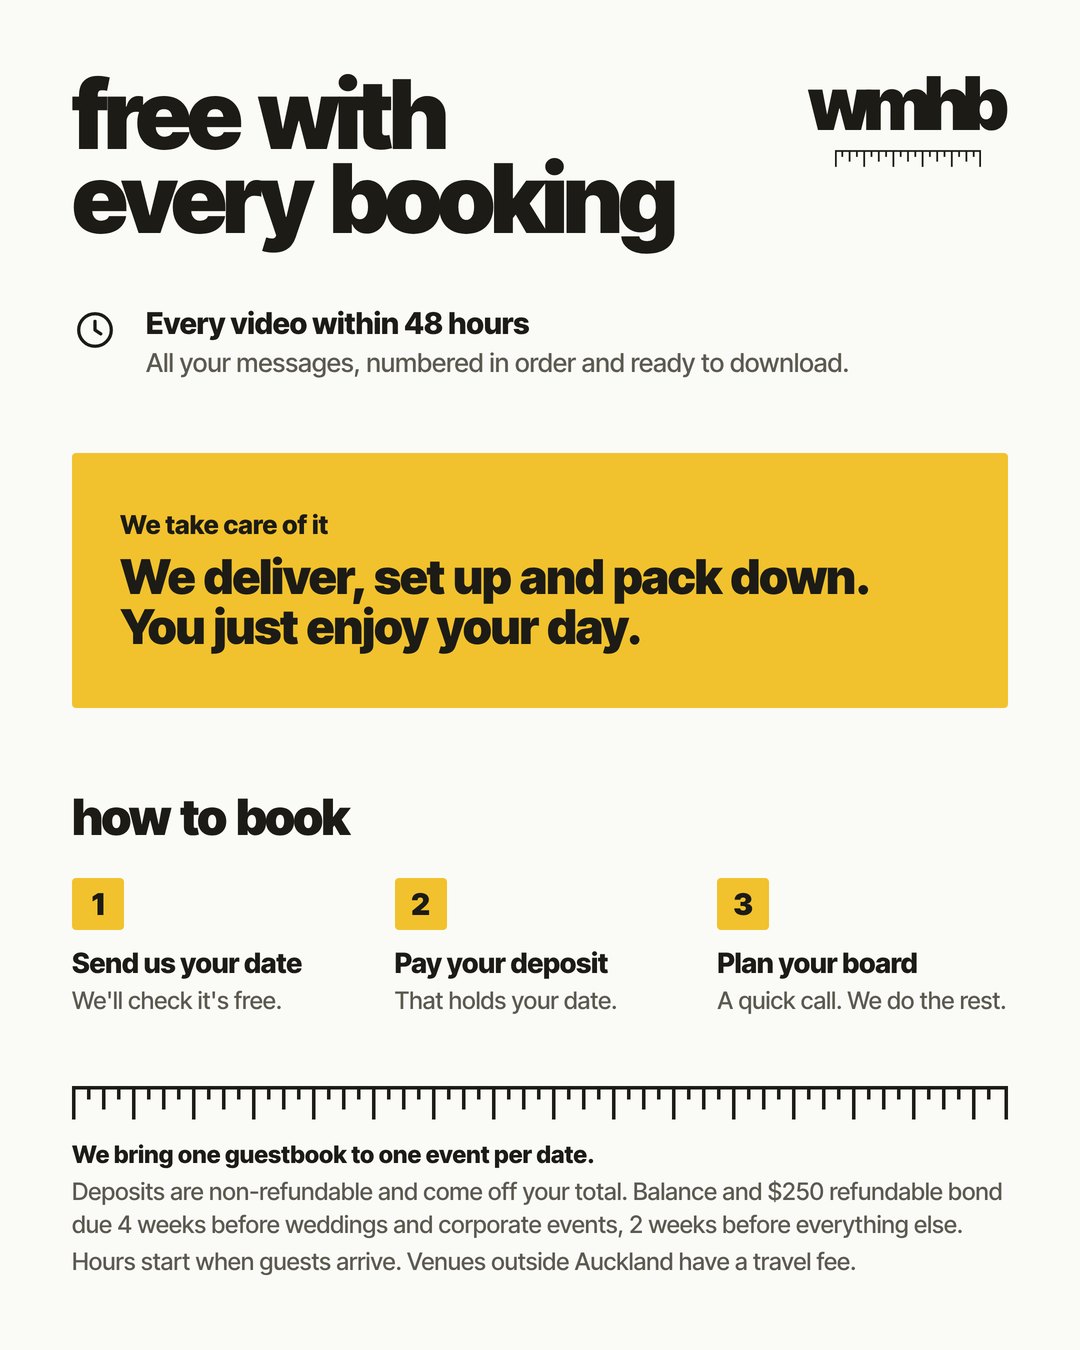 free with
every booking
wmhb
Every video within 48 hours
All your messages, numbered in order and ready to download.
We take care of it
We deliver, set up and pack down.
You just enjoy your day.
how to book
1
Send us your date
We'll check it's free.
2
Pay your deposit
That holds your date.
3
Plan your board
A quick call. We do the rest.
We bring one guestbook to one event per date.
Deposits are non-refundable and come off your total. Balance and $250 refundable bond
due 4 weeks before weddings and corporate events, 2 weeks before everything else.
Hours start when guests arrive. Venues outside Auckland have a travel fee.